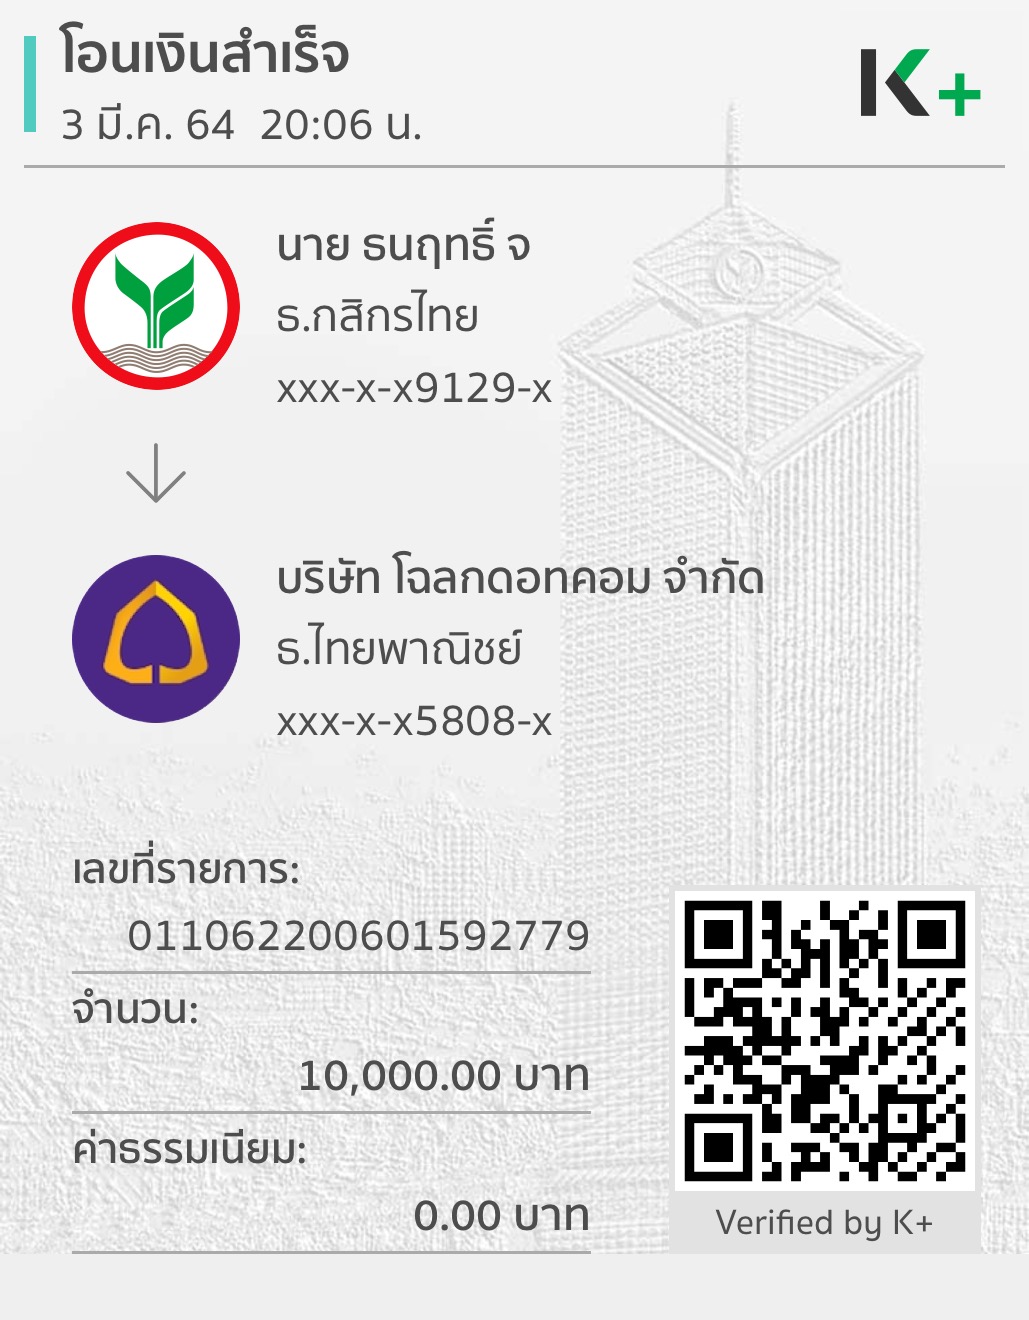 โอนเงินสำเร็จ
3 มี.ค. 64 20:06 น.
K+
นาย ธนฤทธิ์ จ
ธ.กสิกรไทย
xxx-x-x9129-x
บริษัท โฉลกดอทคอม จำกัด
ธ.ไทยพาณิชย์
xxx-x-x5808-x
เลขที่รายการ:
011062200601592779
จำนวน:
10,000.00 บาท
ค่าธรรมเนียม:
0.00 บาท
Verified by K+